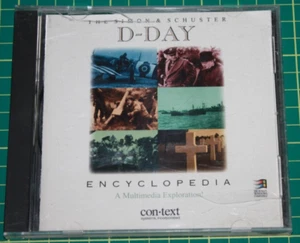 THE SIMON & SCHUSTER
D-DAY
ENCYCLOPEDIA
A Multimedia Exploration!
con·text